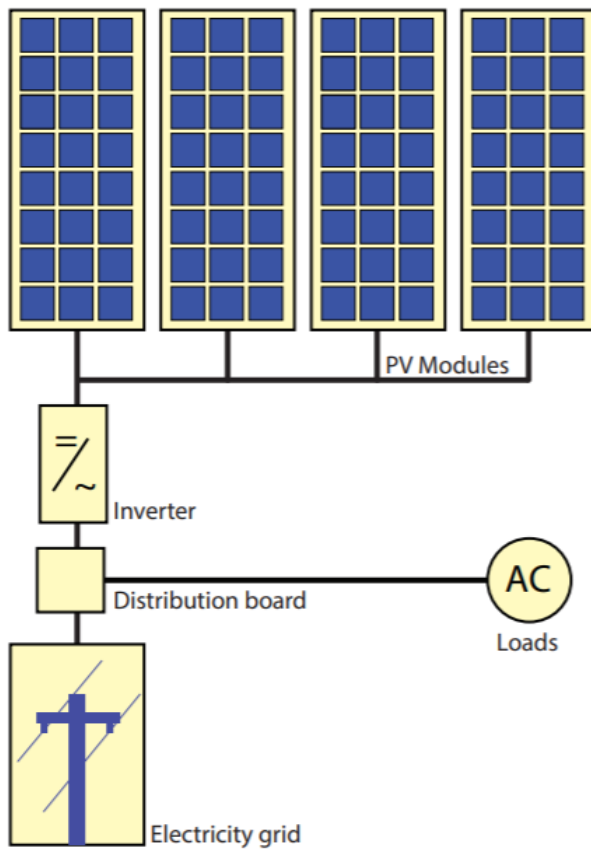 PV Modules
=
~
Inverter
Distribution board
AC
Loads
Electricity grid